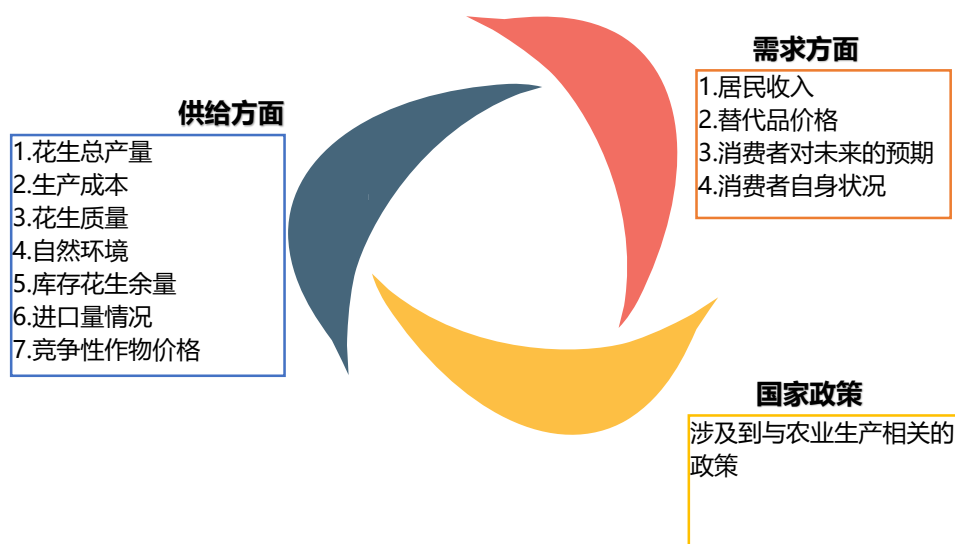 供给方面
1.花生总产量
2.生产成本
3.花生质量
4.自然环境
5.库存花生余量
6.进口量情况
7.竞争性作物价格
需求方面
1.居民收入
2.替代品价格
3.消费者对未来的预期
4.消费者自身状况
国家政策
涉及到与农业生产相关的
政策